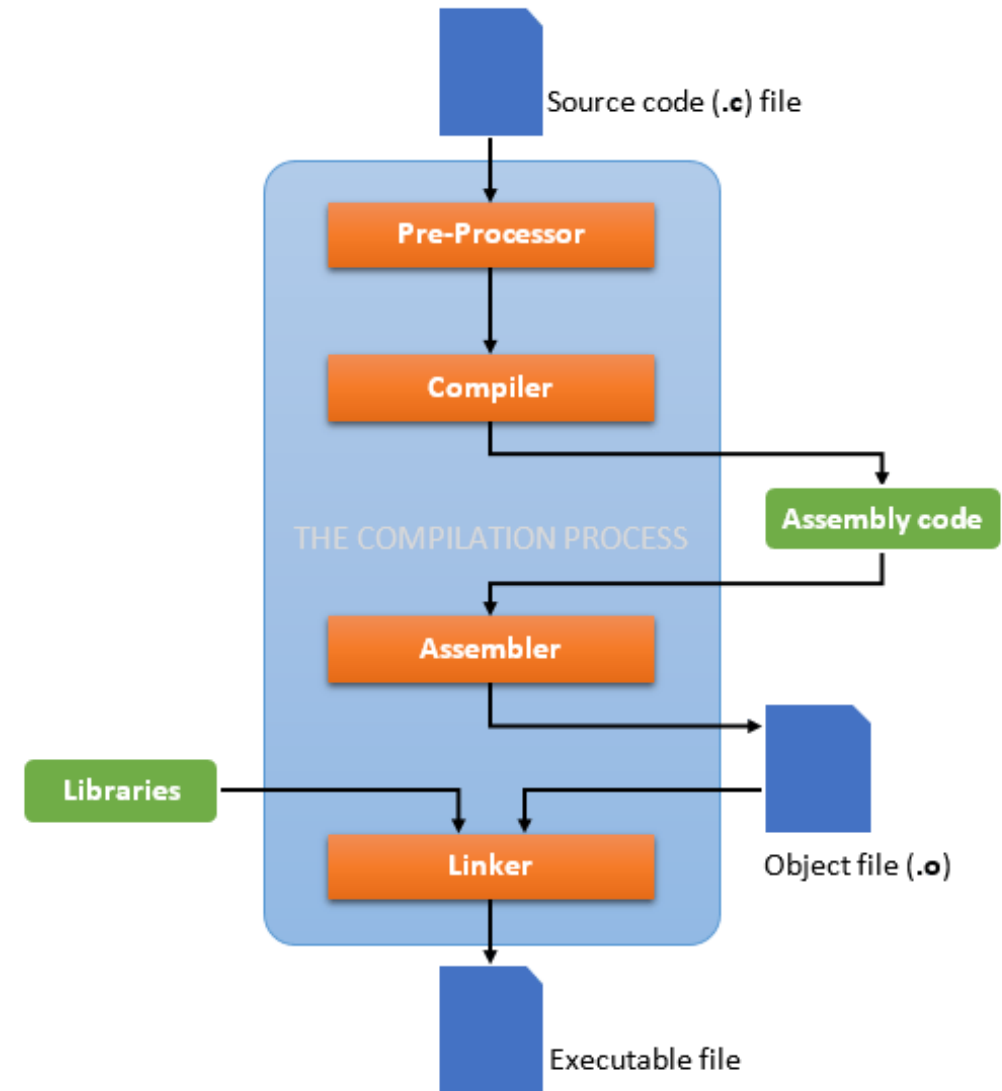 Source code (.c) file
Pre-Processor
Compiler
Assembly code
THE COMPILATION PROCESS
Assembler
Libraries
Linker
Object file (.o)
Executable file